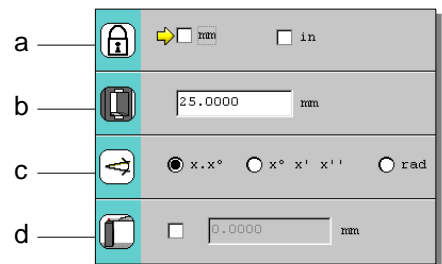 a mm in
b 25.0000 mm
c x.x° x° x' x'' rad
d 0.0000 mm